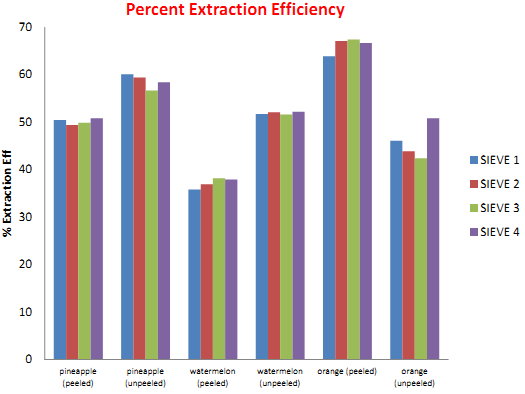 Percent Extraction Efficiency
% Extraction Eff
70
60
50
40
30
20
10
0
pineapple
(peeled)
pineapple
(unpeeled)
watermelon
(peeled)
watermelon
(unpeeled)
orange (peeled)
orange
(unpeeled)
SIEVE 1
SIEVE 2
SIEVE 3
SIEVE 4